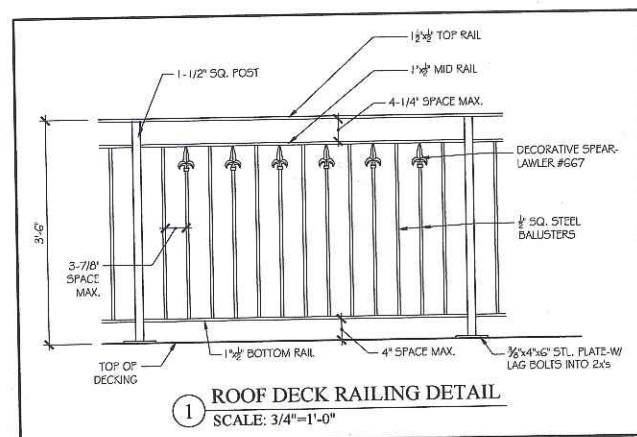 1½"x½" TOP RAIL
1-1/2" SQ. POST
1"x½" MID RAIL
4-1/4" SPACE MAX.
DECORATIVE SPEAR-
LAWLER #667
3'-6"
½" SQ. STEEL
BALUSTERS
3-7/8"
SPACE
MAX.
TOP OF
DECKING
1"x½" BOTTOM RAIL
4" SPACE MAX.
⅜"x4"x6" STL. PLATE-W/
LAG BOLTS INTO 2x's
1 ROOF DECK RAILING DETAIL
SCALE: 3/4"=1'-0"